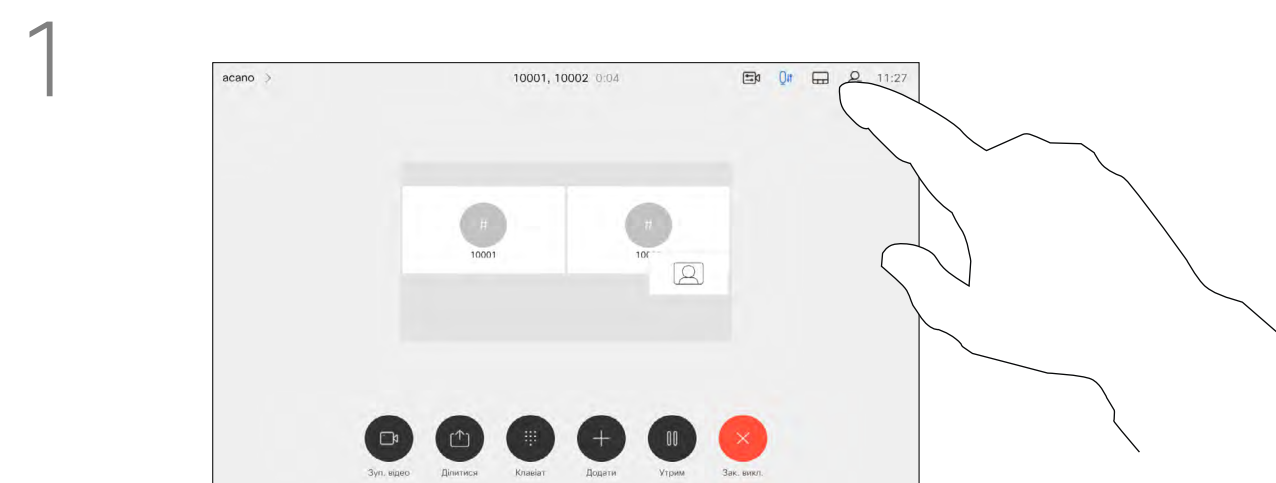 1
acano >
10001, 10002 0:04
11:27
#
#
10001
Зуп. відео
Ділитися
Клавіат
Додати
Утрим
Зак. викл.